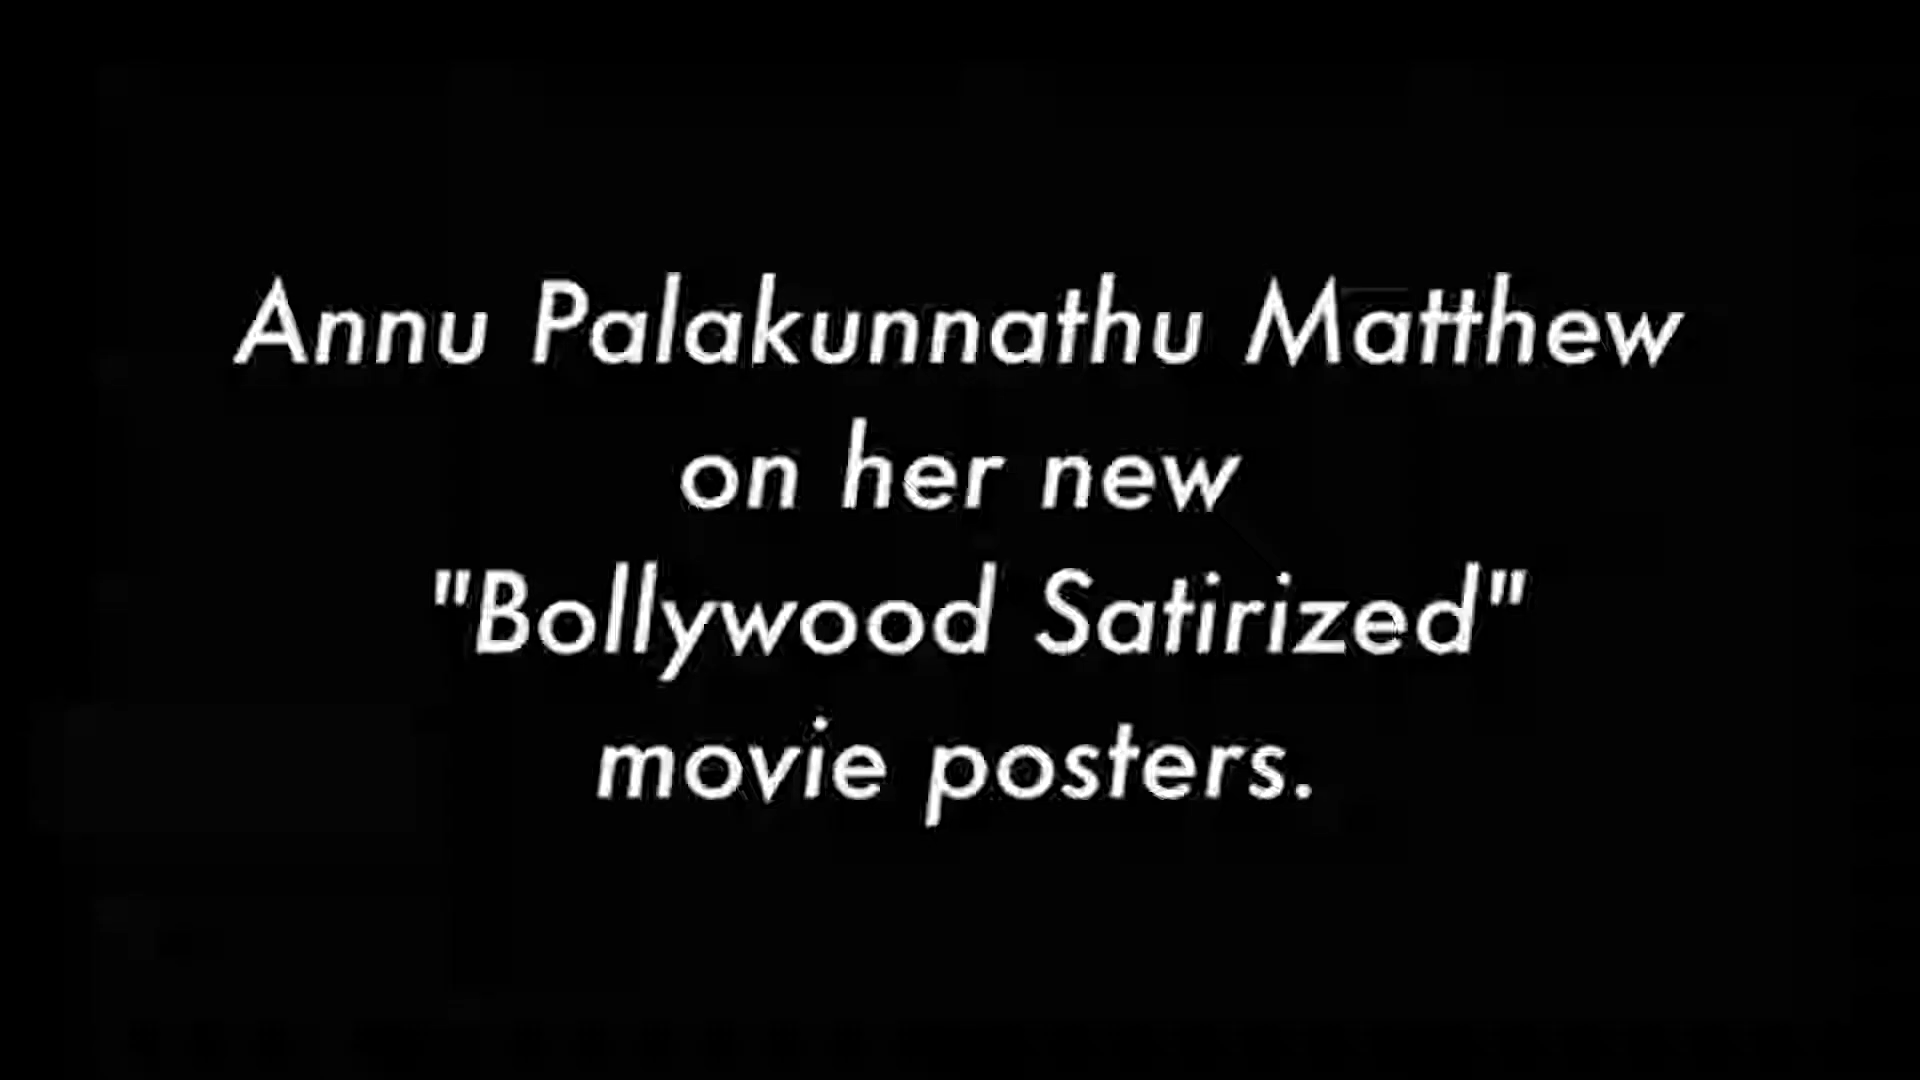 Annu Palakunnathu Matthew
on her new
"Bollywood Satirized"
movie posters.